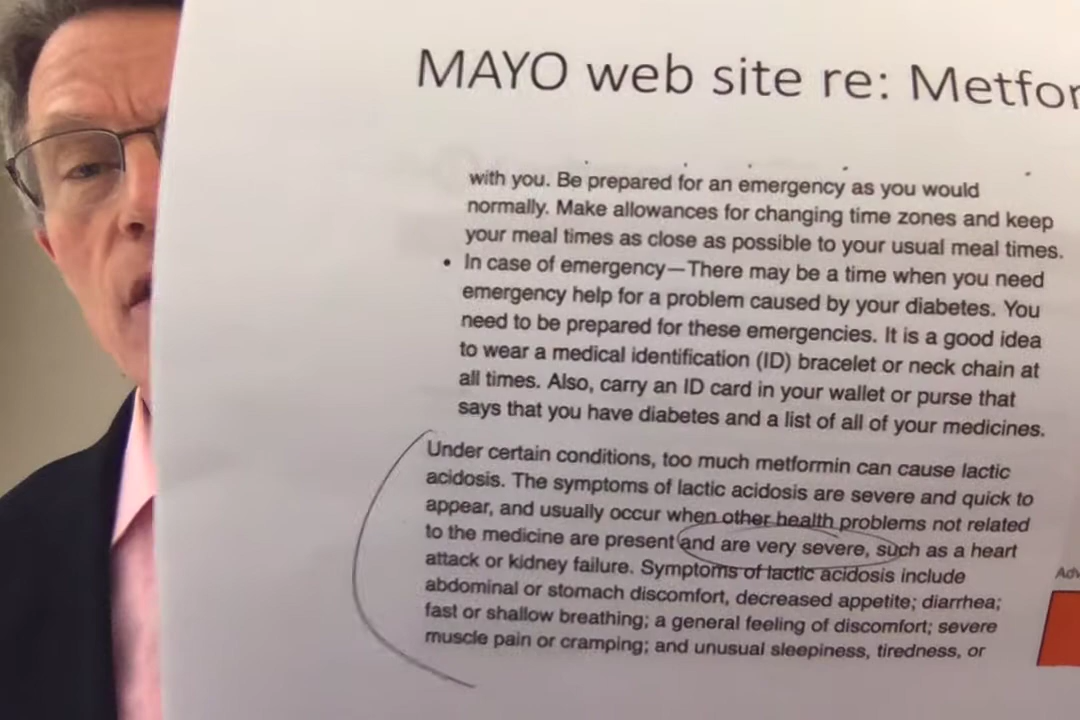 MAYO web site re: Metfor
with you. Be prepared for an emergency as you would
normally. Make allowances for changing time zones and keep
your meal times as close as possible to your usual meal times.
• In case of emergency—There may be a time when you need
emergency help for a problem caused by your diabetes. You
need to be prepared for these emergencies. It is a good idea
to wear a medical identification (ID) bracelet or neck chain at
all times. Also, carry an ID card in your wallet or purse that
says that you have diabetes and a list of all of your medicines.
Under certain conditions, too much metformin can cause lactic
acidosis. The symptoms of lactic acidosis are severe and quick to
appear, and usually occur when other health problems not related
to the medicine are present and are very severe, such as a heart
attack or kidney failure. Symptoms of lactic acidosis include
abdominal or stomach discomfort, decreased appetite; diarrhea;
fast or shallow breathing; a general feeling of discomfort; severe
muscle pain or cramping; and unusual sleepiness, tiredness, or
Adv